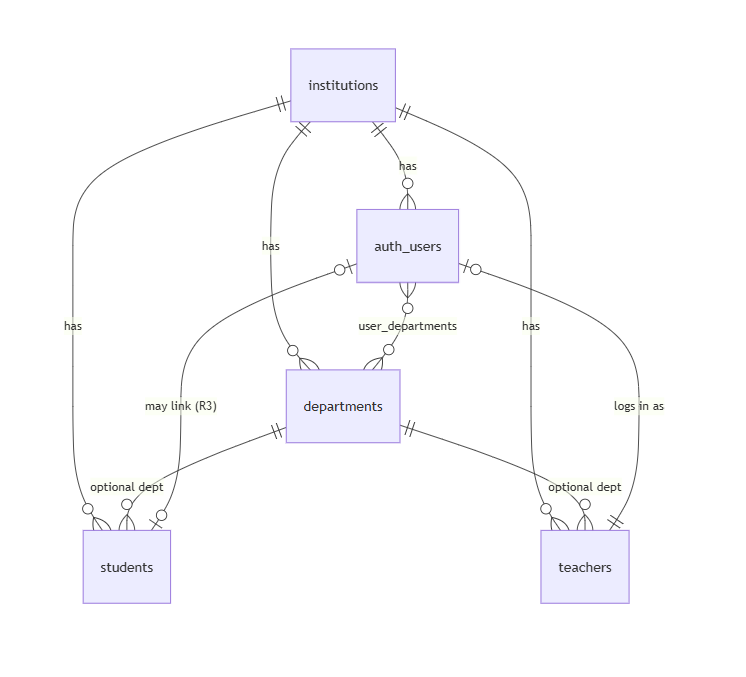 institutions
has
auth_users
has
has
user_departments
has
departments
may link (R3)
logs in as
optional dept
optional dept
students
teachers